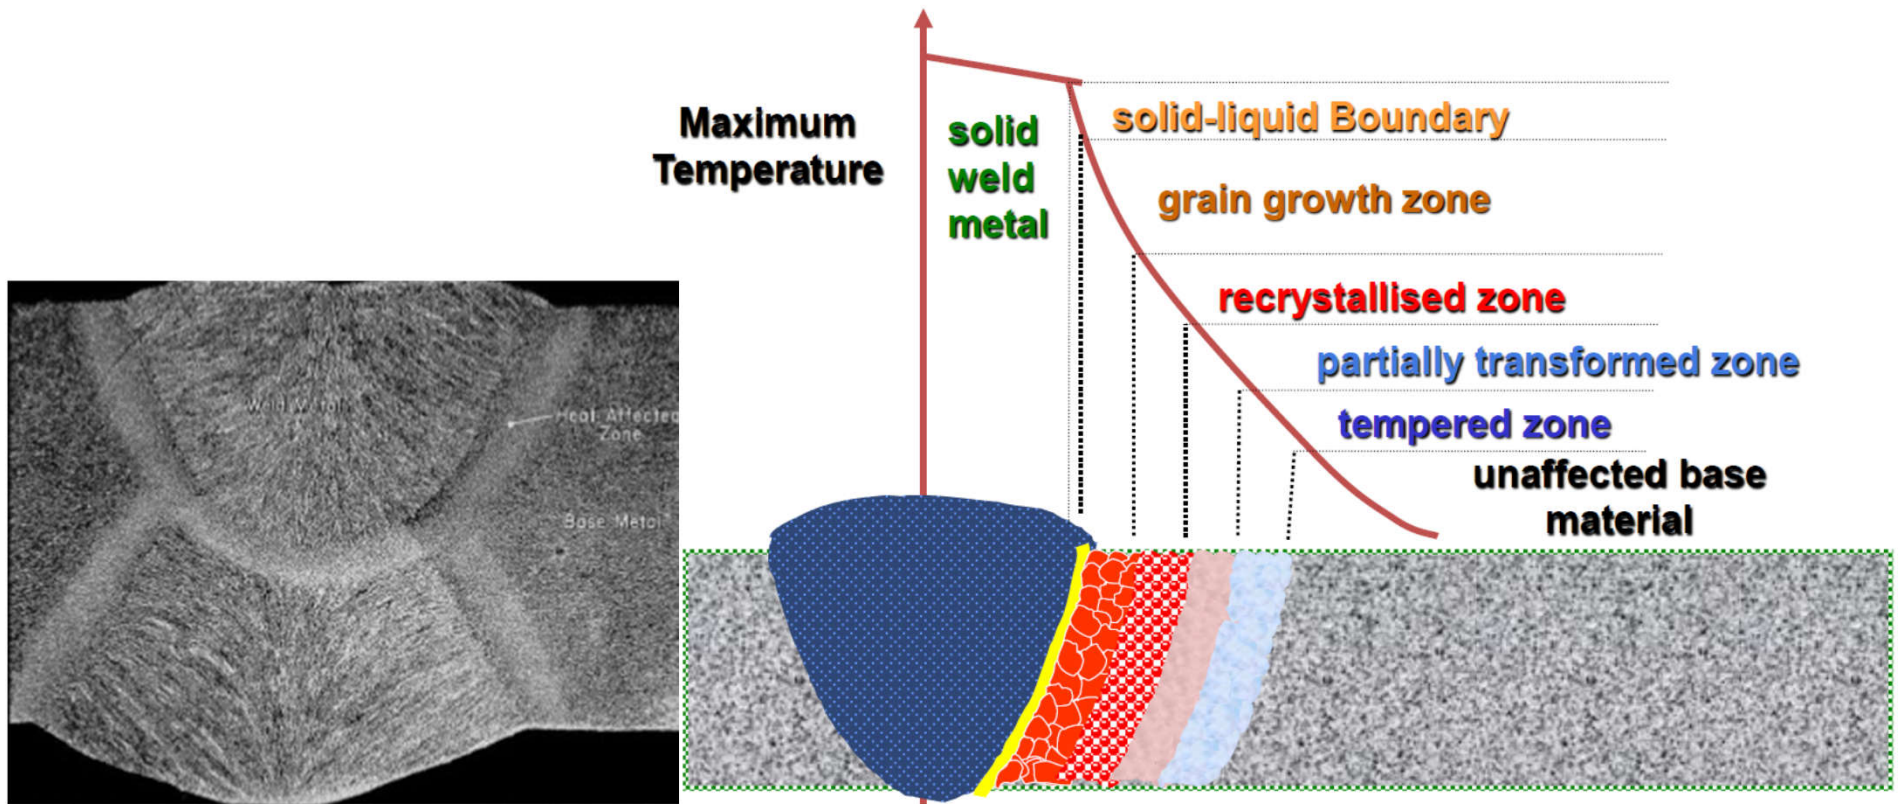 Maximum
Temperature
solid
weld
metal
solid-liquid Boundary
grain growth zone
recrystallised zone
partially transformed zone
tempered zone
unaffected base
material
Weld Metal
Heat Affected
Zone
Base Metal